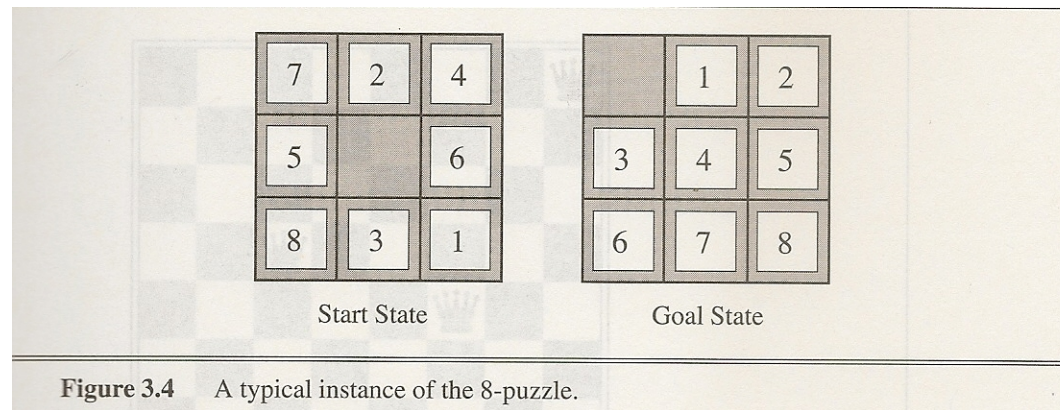 7 2 4
5 6
8 3 1
Start State
1 2
3 4 5
6 7 8
Goal State
Figure 3.4 A typical instance of the 8-puzzle.